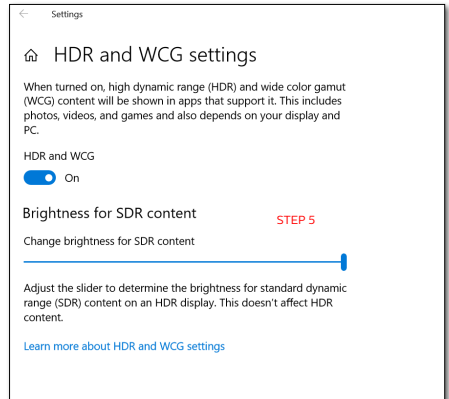 Settings
HDR and WCG settings
When turned on, high dynamic range (HDR) and wide color gamut
(WCG) content will be shown in apps that support it. This includes
photos, videos, and games and also depends on your display and
PC.
HDR and WCG
On
Brightness for SDR content
STEP 5
Change brightness for SDR content
Adjust the slider to determine the brightness for standard dynamic
range (SDR) content on an HDR display. This doesn't affect HDR
content.
Learn more about HDR and WCG settings